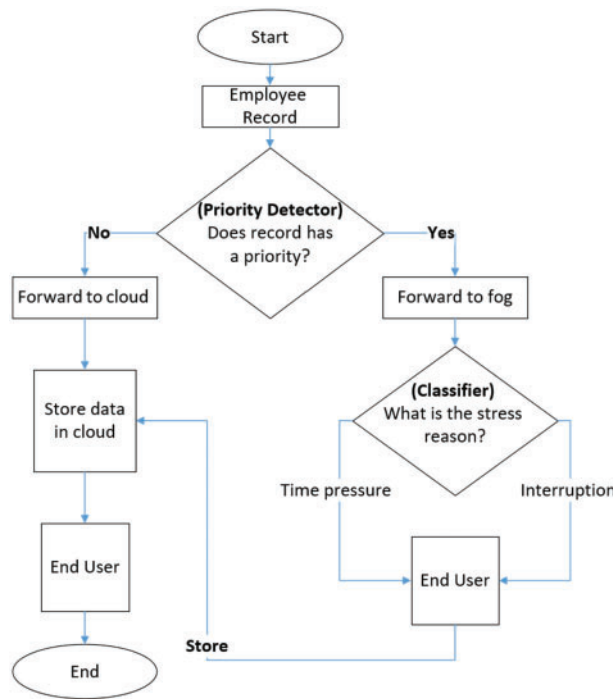 Start
Employee
Record
(Priority Detector)
Does record has
a priority?
No
Yes
Forward to cloud
Forward to fog
(Classifier)
What is the stress
reason?
Store data
in cloud
Time pressure
Interruption
End User
End User
Store
End